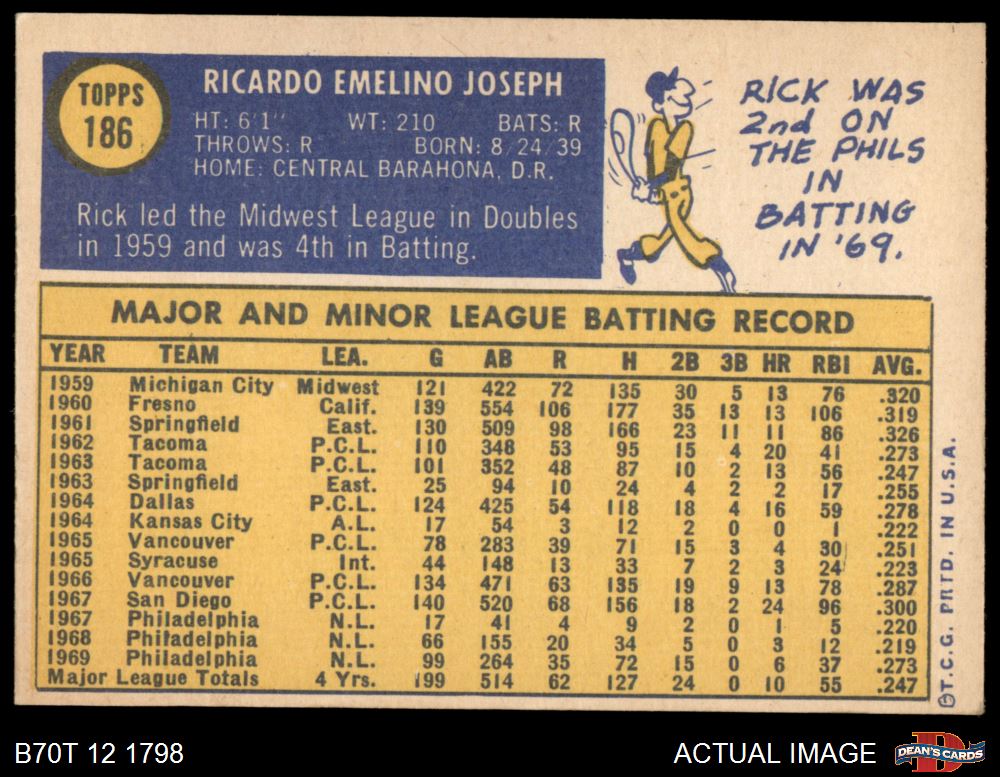 TOPPS
186
RICARDO EMELINO JOSEPH
HT: 6'1" WT: 210 BATS: R
THROWS: R BORN: 8/24/39
HOME: CENTRAL BARAHONA, D.R.
Rick led the Midwest League in Doubles
in 1959 and was 4th in Batting.
RICK WAS
2nd ON
THE PHILS
IN
BATTING
IN '69.
MAJOR AND MINOR LEAGUE BATTING RECORD
YEAR TEAM LEA. G AB R H 2B 3B HR RBI AVG.
1959 Michigan City Midwest 121 422 72 135 30 5 13 76 .320
1960 Fresno Calif. 139 554 106 177 35 13 13 106 .319
1961 Springfield East. 130 509 98 166 23 11 11 86 .326
1962 Tacoma P.C.L. 110 348 53 95 15 4 20 41 .273
1963 Tacoma P.C.L. 101 352 48 87 10 2 13 56 .247
1963 Springfield East. 25 94 10 24 4 2 2 17 .255
1964 Dallas P.C.L. 124 425 54 118 18 4 16 59 .278
1964 Kansas City A.L. 17 54 3 12 2 0 0 1 .222
1965 Vancouver P.C.L. 78 283 39 71 15 3 4 30 .251
1965 Syracuse Int. 44 148 13 33 7 2 3 24 .223
1966 Vancouver P.C.L. 134 471 63 135 19 9 13 78 .287
1967 San Diego P.C.L. 140 520 68 156 18 2 24 96 .300
1967 Philadelphia N.L. 17 41 4 9 2 0 1 5 .220
1968 Philadelphia N.L. 66 155 20 34 5 0 3 12 .219
1969 Philadelphia N.L. 99 264 35 72 15 0 6 37 .273
Major League Totals 4 Yrs. 199 514 62 127 24 0 10 55 .247
©T.C.G. PRTD. IN U.S.A.
B70T 12 1798
ACTUAL IMAGE
D
DEAN'S CARDS